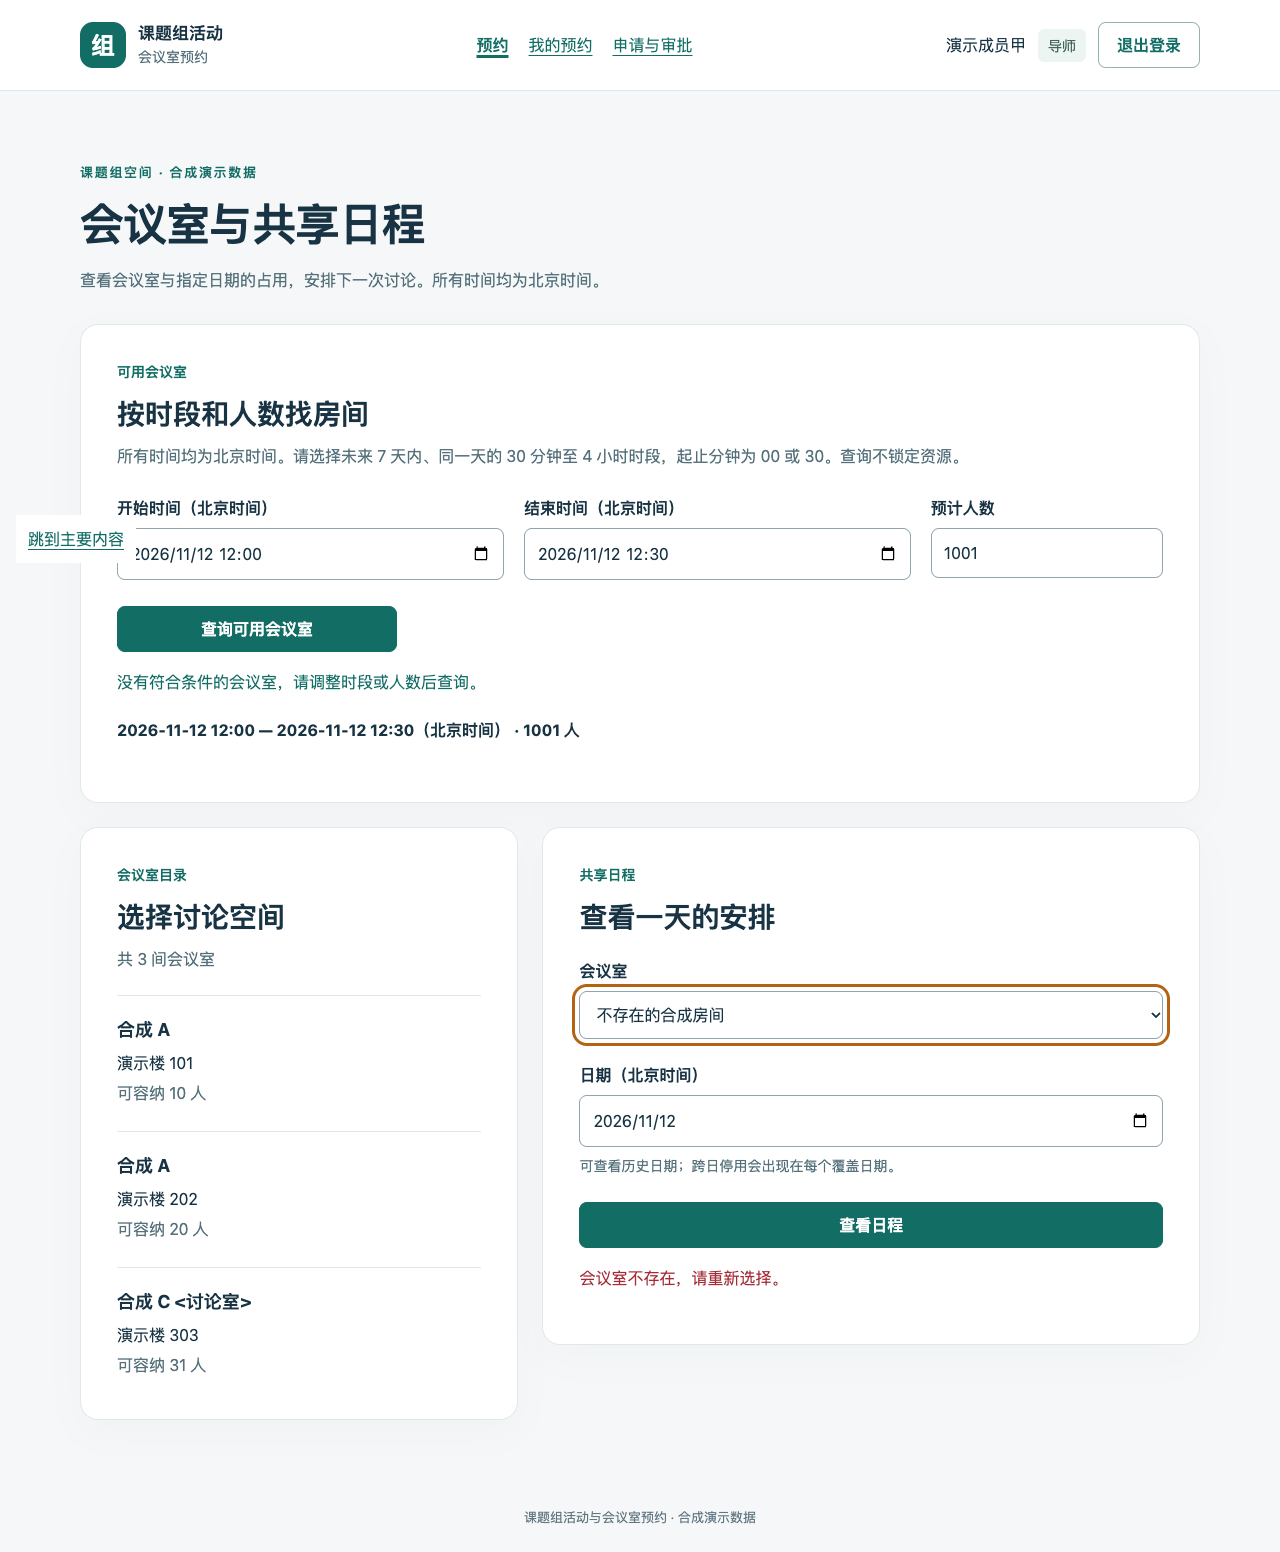 组
课题组活动
会议室预约
预约 我的预约 申请与审批
演示成员甲 导师 退出登录
课题组空间 · 合成演示数据
会议室与共享日程
查看会议室与指定日期的占用，安排下一次讨论。所有时间均为北京时间。
可用会议室
按时段和人数找房间
所有时间均为北京时间。请选择未来 7 天内、同一天的 30 分钟至 4 小时时段，起止分钟为 00 或 30。查询不锁定资源。
开始时间（北京时间） 结束时间（北京时间） 预计人数
跳到主要内容
2026/11/12 12:00 2026/11/12 12:30 1001
查询可用会议室
没有符合条件的会议室，请调整时段或人数后查询。
2026-11-12 12:00 — 2026-11-12 12:30（北京时间） · 1001 人
会议室目录
选择讨论空间
共 3 间会议室
合成 A
演示楼 101
可容纳 10 人
合成 A
演示楼 202
可容纳 20 人
合成 C <讨论室>
演示楼 303
可容纳 31 人
共享日程
查看一天的安排
会议室
不存在的合成房间
日期（北京时间）
2026/11/12
可查看历史日期；跨日停用会出现在每个覆盖日期。
查看日程
会议室不存在，请重新选择。
课题组活动与会议室预约 · 合成演示数据